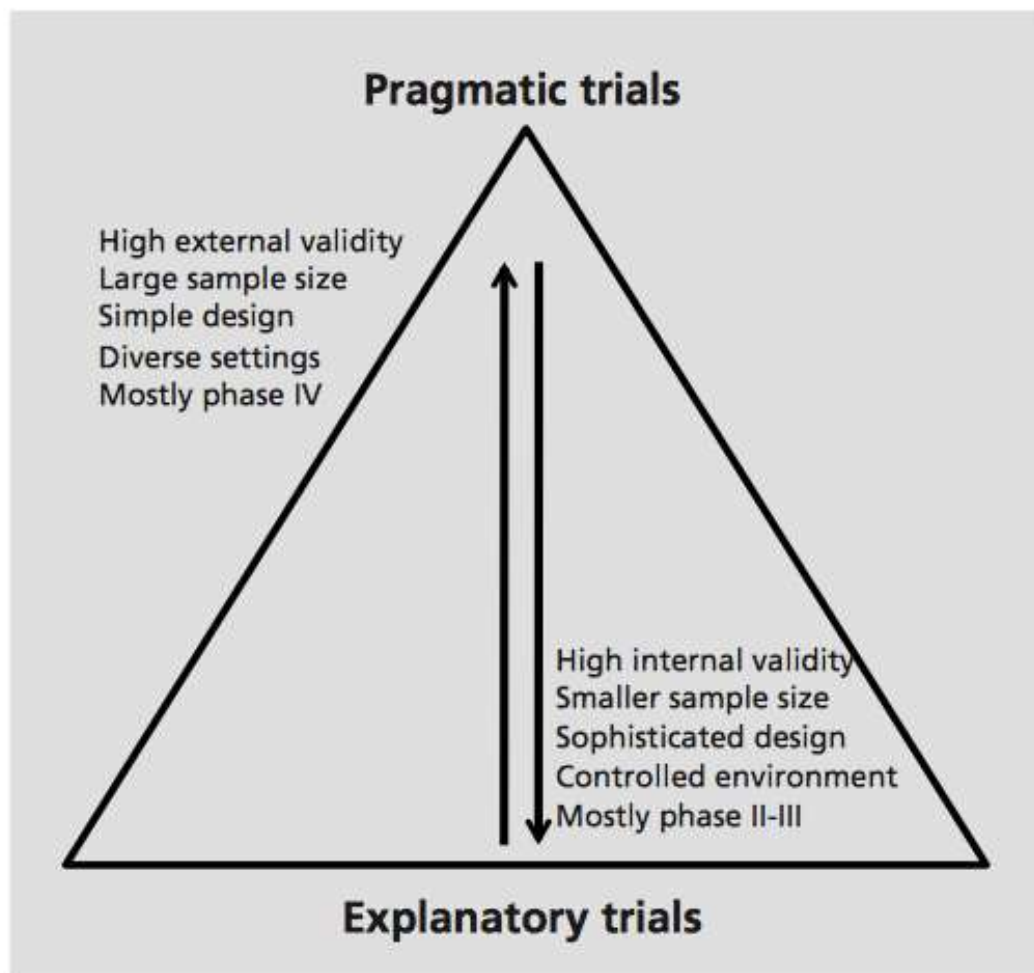 Pragmatic trials
High external validity
Large sample size
Simple design
Diverse settings
Mostly phase IV
High internal validity
Smaller sample size
Sophisticated design
Controlled environment
Mostly phase II-III
Explanatory trials